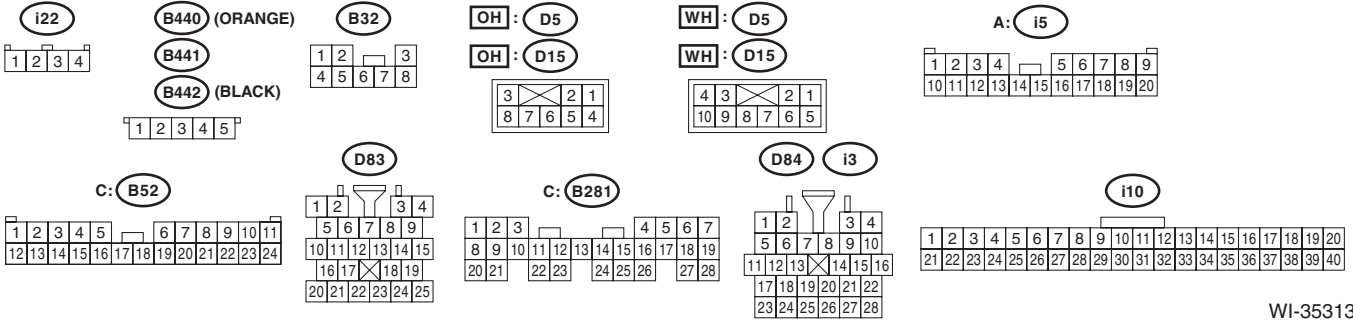 i22
1 2 3 4
B440 (ORANGE)
B441
B442 (BLACK)
1 2 3 4 5
B32
1 2 3
4 5 6 7 8
OH : D5
OH : D15
3 2 1
8 7 6 5 4
WH : D5
WH : D15
4 3 2 1
10 9 8 7 6 5
A: i5
1 2 3 4 5 6 7 8 9
10 11 12 13 14 15 16 17 18 19 20
C: B52
1 2 3 4 5 6 7 8 9 10 11
12 13 14 15 16 17 18 19 20 21 22 23 24
D83
1 2 3 4
5 6 7 8 9
10 11 12 13 14 15
16 17 18 19
20 21 22 23 24 25
C: B281
1 2 3 4 5 6 7
8 9 10 11 12 13 14 15 16 17 18 19
20 21 22 23 24 25 26 27 28
D84 i3
1 2 3 4
5 6 7 8 9 10
11 12 13 14 15 16
17 18 19 20 21 22
23 24 25 26 27 28
i10
1 2 3 4 5 6 7 8 9 10 11 12 13 14 15 16 17 18 19 20
21 22 23 24 25 26 27 28 29 30 31 32 33 34 35 36 37 38 39 40
WI-35313